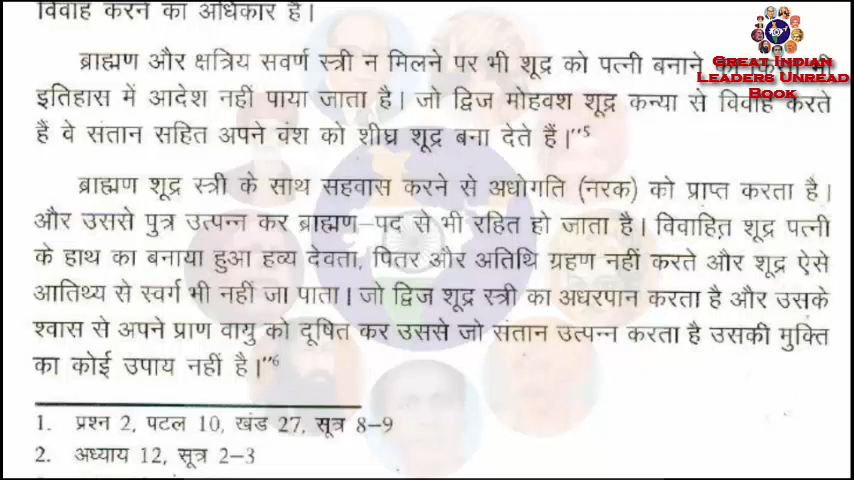 विवाह करने का अधिकार है।
Great Indian
Leaders Unread
Book
ब्राह्मण और क्षत्रिय सवर्ण स्त्री न मिलने पर भी शूद्र को पत्नी बनाने
इतिहास में आदेश नहीं पाया जाता है। जो द्विज मोहवश शूद्र कन्या से विवाह करते
हैं वे संतान सहित अपने वंश को शीघ्र शूद्र बना देते हैं।"5
ब्राह्मण शूद्र स्त्री के साथ सहवास करने से अधोगति (नरक) को प्राप्त करता है।
और उससे पुत्र उत्पन्न कर ब्राह्मण-पद से भी रहित हो जाता है। विवाहित शूद्र पत्नी
के हाथ का बनाया हुआ हव्य देवता, पितर और अतिथि ग्रहण नहीं करते और शूद्र ऐसे
आतिथ्य से स्वर्ग भी नहीं जा पाता। जो द्विज शूद्र स्त्री का अधरपान करता है और उसके
श्वास से अपने प्राण वायु को दूषित कर उससे जो संतान उत्पन्न करता है उसकी मुक्ति
का कोई उपाय नहीं है।"6
1. प्रश्न 2, पटल 10, खंड 27, सूत्र 8-9
2. अध्याय 12, सूत्र 2-3